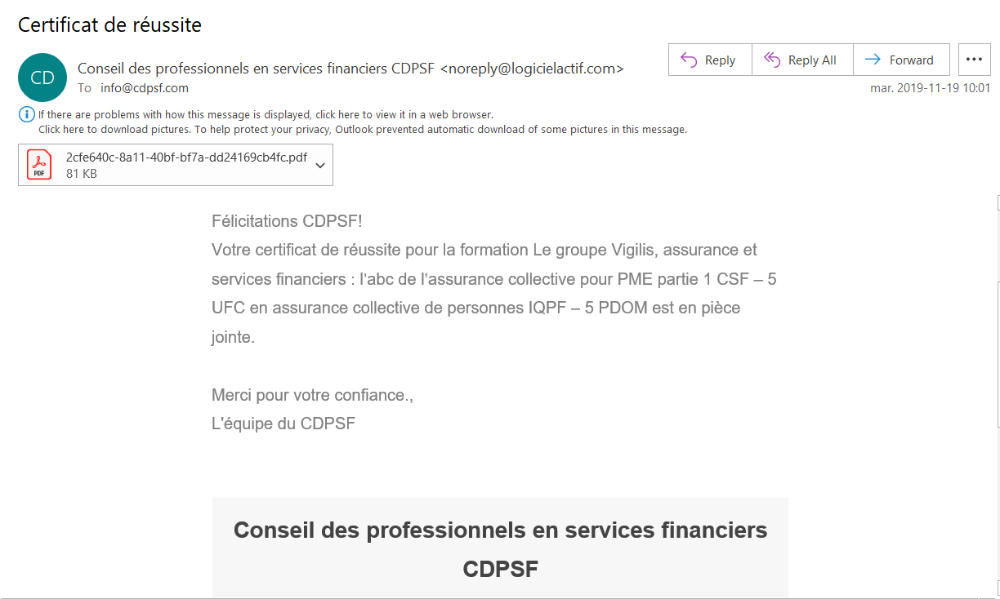 Certificat de réussite
CD
Conseil des professionnels en services financiers CDPSF <noreply@logicielactif.com>
To info@cdpsf.com
Reply
Reply All
Forward
mar. 2019-11-19 10:01
If there are problems with how this message is displayed, click here to view it in a web browser.
Click here to download pictures. To help protect your privacy, Outlook prevented automatic download of some pictures in this message.
PDF
2cfe640c-8a11-40bf-bf7a-dd24169cb4fc.pdf
81 KB
Félicitations CDPSF!
Votre certificat de réussite pour la formation Le groupe Vigilis, assurance et
services financiers : l’abc de l’assurance collective pour PME partie 1 CSF – 5
UFC en assurance collective de personnes IQPF – 5 PDOM est en pièce
jointe.
Merci pour votre confiance.,
L'équipe du CDPSF
Conseil des professionnels en services financiers
CDPSF